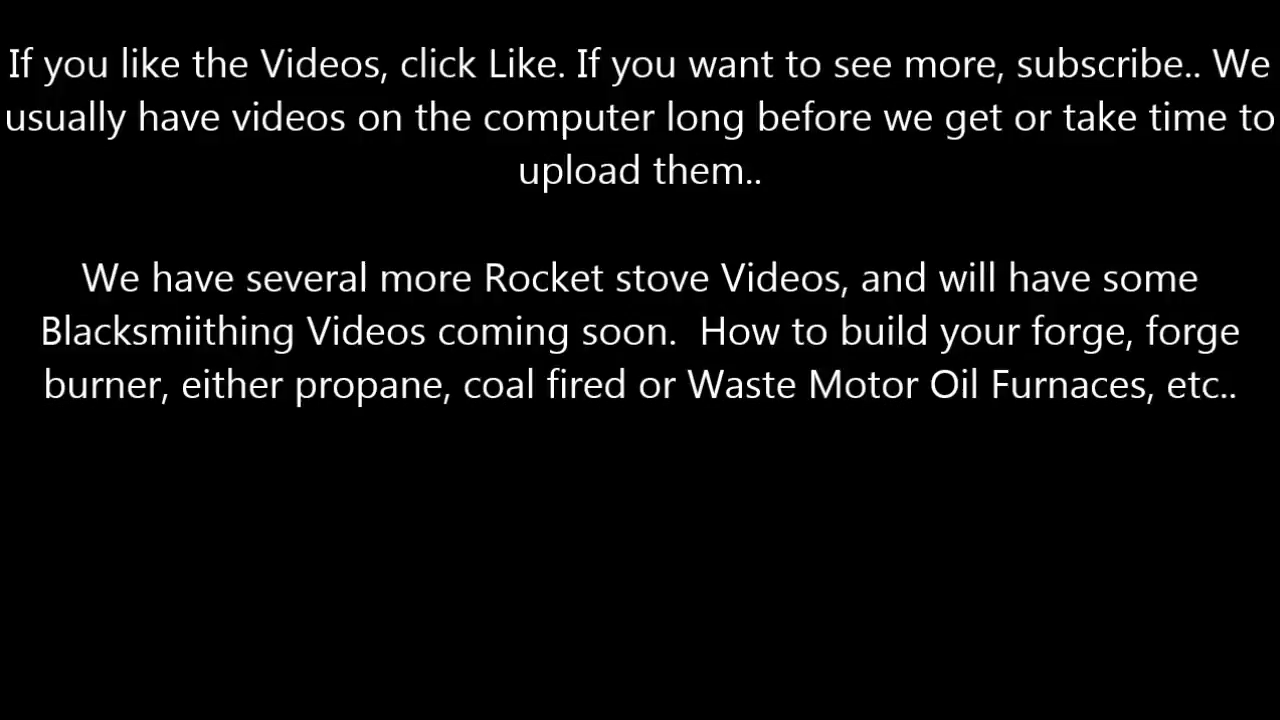 If you like the Videos, click Like. If you want to see more, subscribe.. We
usually have videos on the computer long before we get or take time to
upload them..
We have several more Rocket stove Videos, and will have some
Blacksmiithing Videos coming soon.  How to build your forge, forge
burner, either propane, coal fired or Waste Motor Oil Furnaces, etc..